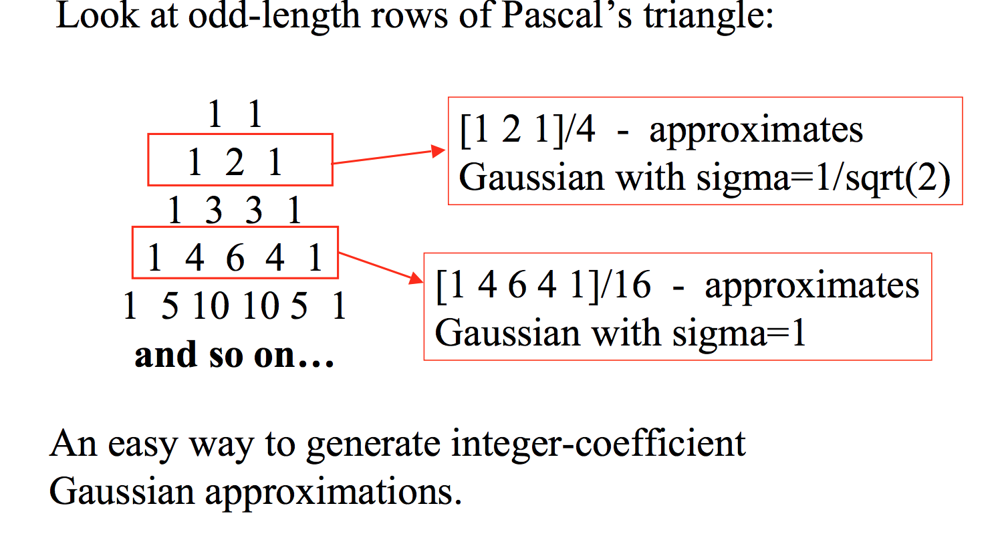 Look at odd-length rows of Pascal’s triangle:
1 1
1 2 1
[1 2 1]/4 - approximates
Gaussian with sigma=1/sqrt(2)
1 3 3 1
1 4 6 4 1
[1 4 6 4 1]/16 - approximates
Gaussian with sigma=1
1 5 10 10 5 1
and so on…
An easy way to generate integer-coefficient
Gaussian approximations.